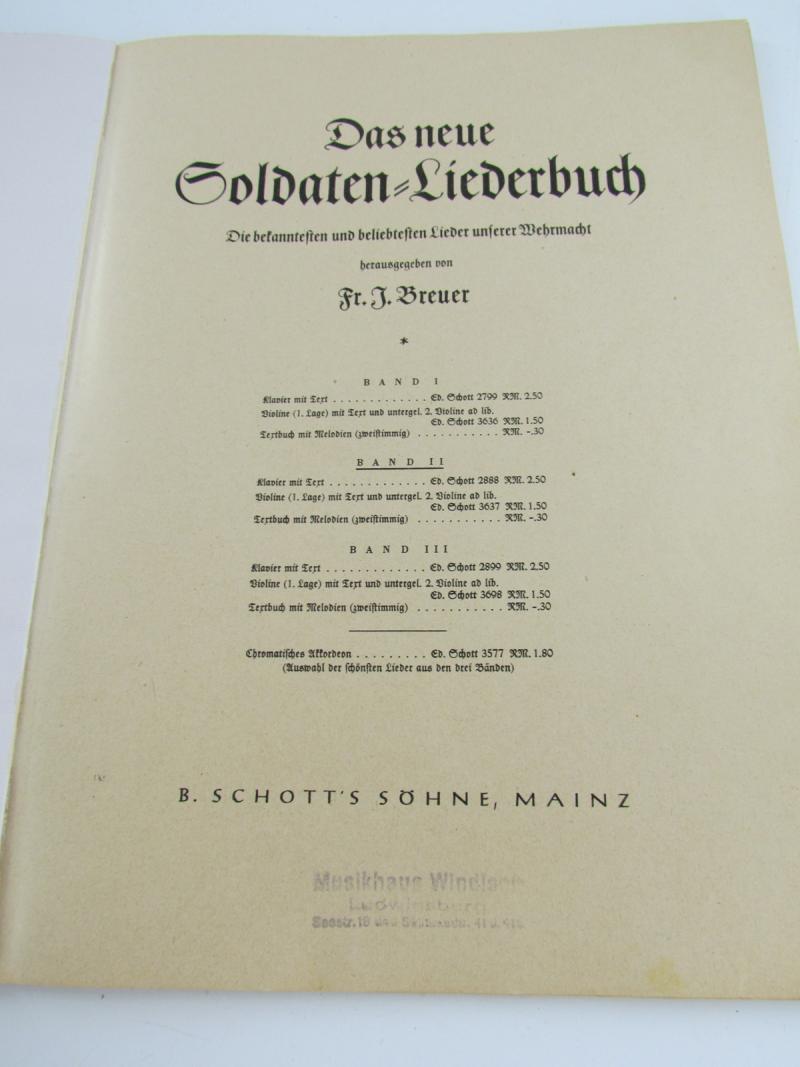 Das neue
Soldaten-Liederbuch
Die bekanntesten und beliebtesten Lieder unserer Wehrmacht
herausgegeben von
Fr. J. Breuer
*
BAND I
Klavier mit Text . . . . . . . . . . . . . Ed. Schott 2799 RM. 2.50
Violine (1. Lage) mit Text und untergel. 2. Violine ad lib.
Ed. Schott 3636 RM. 1.50
Textbuch mit Melodien (zweistimmig) . . . . . . . . . . . RM. -.30
BAND II
Klavier mit Text . . . . . . . . . . . . . Ed. Schott 2888 RM. 2.50
Violine (1. Lage) mit Text und untergel. 2. Violine ad lib.
Ed. Schott 3637 RM. 1.50
Textbuch mit Melodien (zweistimmig) . . . . . . . . . . . RM. -.30
BAND III
Klavier mit Text . . . . . . . . . . . . . Ed. Schott 2899 RM. 2.50
Violine (1. Lage) mit Text und untergel. 2. Violine ad lib.
Ed. Schott 3698 RM. 1.50
Textbuch mit Melodien (zweistimmig) . . . . . . . . . . . RM. -.30
Chromatisches Akkordeon . . . . . . . . . Ed. Schott 3577 RM. 1.80
(Auswahl der schönsten Lieder aus den drei Bänden)
B. SCHOTT'S SÖHNE, MAINZ
Musikhaus
Ludwigsburg
Seestr. 18